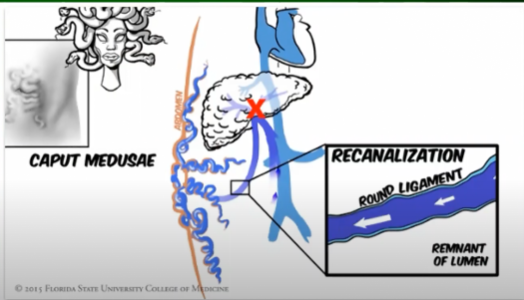 CAPUT MEDUSAE
ABDOMEN
X
RECANALIZATION
ROUND LIGAMENT
REMNANT
OF LUMEN
© 2015 FLORIDA STATE UNIVERSITY COLLEGE OF MEDICINE